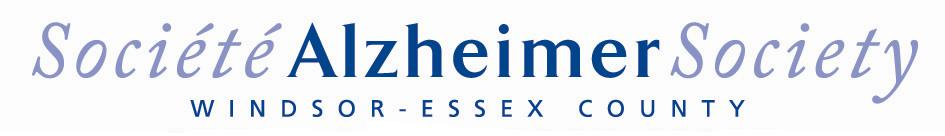 Société Alzheimer Society
WINDSOR-ESSEX COUNTY